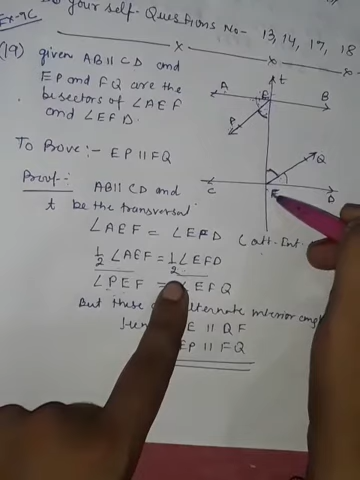 Do your self- Questions No- 13,14, 17, 18
Ex-7C
x x x
(19) given AB || CD and
EP and FQ are the
bisectors of ∠AEF
and ∠EFD.
t
A E B
P
Q
C F D
To Prove:- EP || FQ
Proof:- AB || CD and
t be the transversal
∠AEF = ∠EFD (alt. Int.
1/2 ∠AEF = 1/2 ∠EFD
∠PEF = ∠EFQ
But these alternate interior
E || QF
EP || FQ